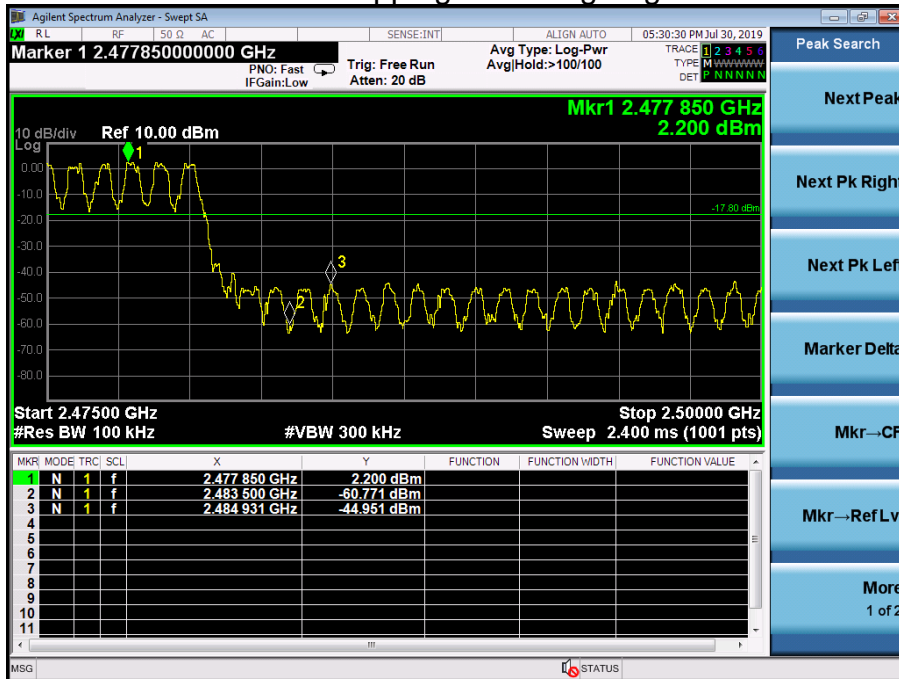 Agilent Spectrum Analyzer - Swept SA
LXI RL RF 50 Ω AC SENSE:INT ALIGN AUTO 05:30:30 PM Jul 30, 2019
Marker 1 2.477850000000 GHz
PNO: Fast
IFGain:Low
Trig: Free Run
Atten: 20 dB
Avg Type: Log-Pwr
Avg|Hold:>100/100
TRACE 1 2 3 4 5 6
TYPE M WWWWW
DET P N N N N N
Mkr1 2.477 850 GHz
2.200 dBm
10 dB/div Ref 10.00 dBm
Log
1
0.00
-10.0
-17.80 dBm
-20.0
-30.0
-40.0
3
-50.0
2
-60.0
-70.0
-80.0
Start 2.47500 GHz Stop 2.50000 GHz
#Res BW 100 kHz #VBW 300 kHz Sweep 2.400 ms (1001 pts)
MKR MODE TRC SCL X Y FUNCTION FUNCTION WIDTH FUNCTION VALUE
1 N 1 f 2.477 850 GHz 2.200 dBm
2 N 1 f 2.483 500 GHz -60.771 dBm
3 N 1 f 2.484 931 GHz -44.951 dBm
4
5
6
7
8
9
10
11
MSG STATUS
Peak Search
Next Peak
Next Pk Right
Next Pk Left
Marker Delta
Mkr→CF
Mkr→Ref Lv
More
1 of 2